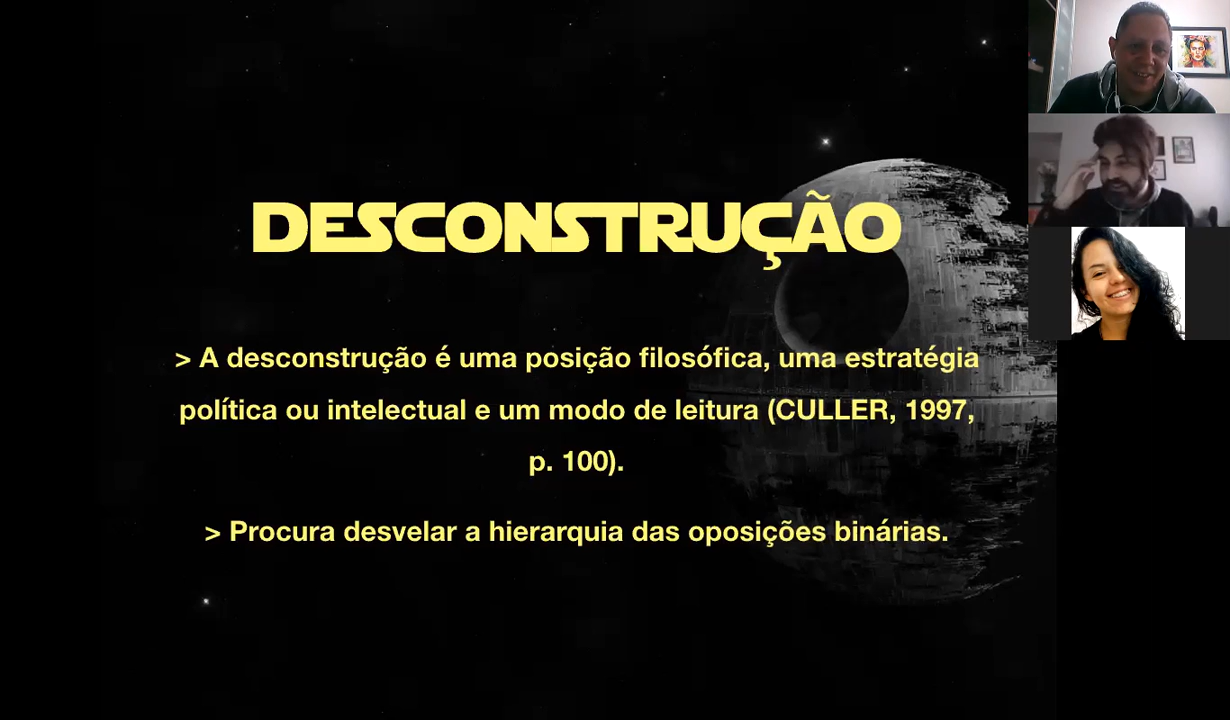 DESCONSTRUÇÃO
> A desconstrução é uma posição filosófica, uma estratégia
política ou intelectual e um modo de leitura (CULLER, 1997,
p. 100).
> Procura desvelar a hierarquia das oposições binárias.